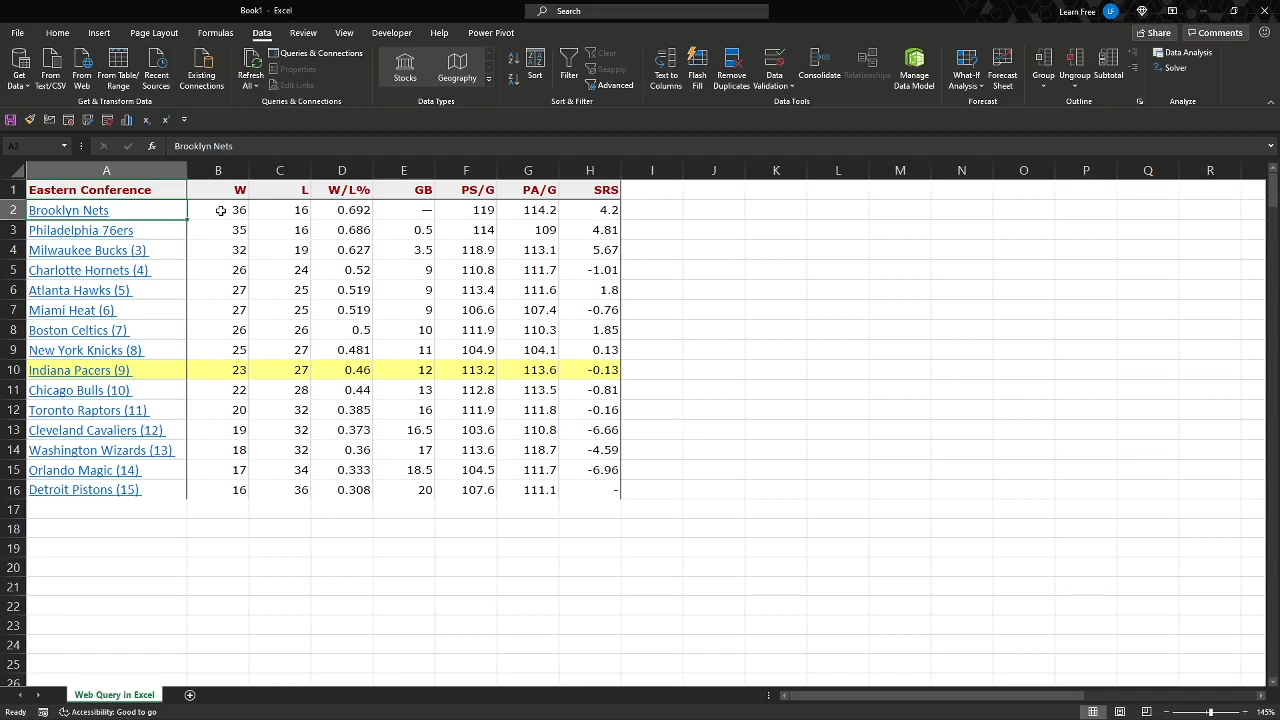 Book1 - Excel
Search
Learn Free
LF
File Home Insert Page Layout Formulas Data Review View Developer Help Power Pivot
Share
Comments
Get Data
From Text/CSV
From Web
From Table/Range
Recent Sources
Existing Connections
Get & Transform Data
Refresh All
Queries & Connections
Properties
Edit Links
Queries & Connections
Stocks
Geography
Data Types
Sort
Filter
Clear
Reapply
Advanced
Sort & Filter
Text to Columns
Flash Fill
Remove Duplicates
Data Validation
Consolidate
Relationships
Manage Data Model
Data Tools
What-If Analysis
Forecast Sheet
Forecast
Group
Ungroup
Subtotal
Outline
Data Analysis
Solver
Analyze
A2 fx Brooklyn Nets
A B C D E F G H I J K L M N O P Q R
1 Eastern Conference W L W/L% GB PS/G PA/G SRS
2 Brooklyn Nets 36 16 0.692 — 119 114.2 4.2
3 Philadelphia 76ers 35 16 0.686 0.5 114 109 4.81
4 Milwaukee Bucks (3) 32 19 0.627 3.5 118.9 113.1 5.67
5 Charlotte Hornets (4) 26 24 0.52 9 110.8 111.7 -1.01
6 Atlanta Hawks (5) 27 25 0.519 9 113.4 111.6 1.8
7 Miami Heat (6) 27 25 0.519 9 106.6 107.4 -0.76
8 Boston Celtics (7) 26 26 0.5 10 111.9 110.3 1.85
9 New York Knicks (8) 25 27 0.481 11 104.9 104.1 0.13
10 Indiana Pacers (9) 23 27 0.46 12 113.2 113.6 -0.13
11 Chicago Bulls (10) 22 28 0.44 13 112.8 113.5 -0.81
12 Toronto Raptors (11) 20 32 0.385 16 111.9 111.8 -0.16
13 Cleveland Cavaliers (12) 19 32 0.373 16.5 103.6 110.8 -6.66
14 Washington Wizards (13) 18 32 0.36 17 113.6 118.7 -4.59
15 Orlando Magic (14) 17 34 0.333 18.5 104.5 111.7 -6.96
16 Detroit Pistons (15) 16 36 0.308 20 107.6 111.1 -
17
18
19
20
21
22
23
24
25
26
Web Query in Excel
Ready
Accessibility: Good to go
145%